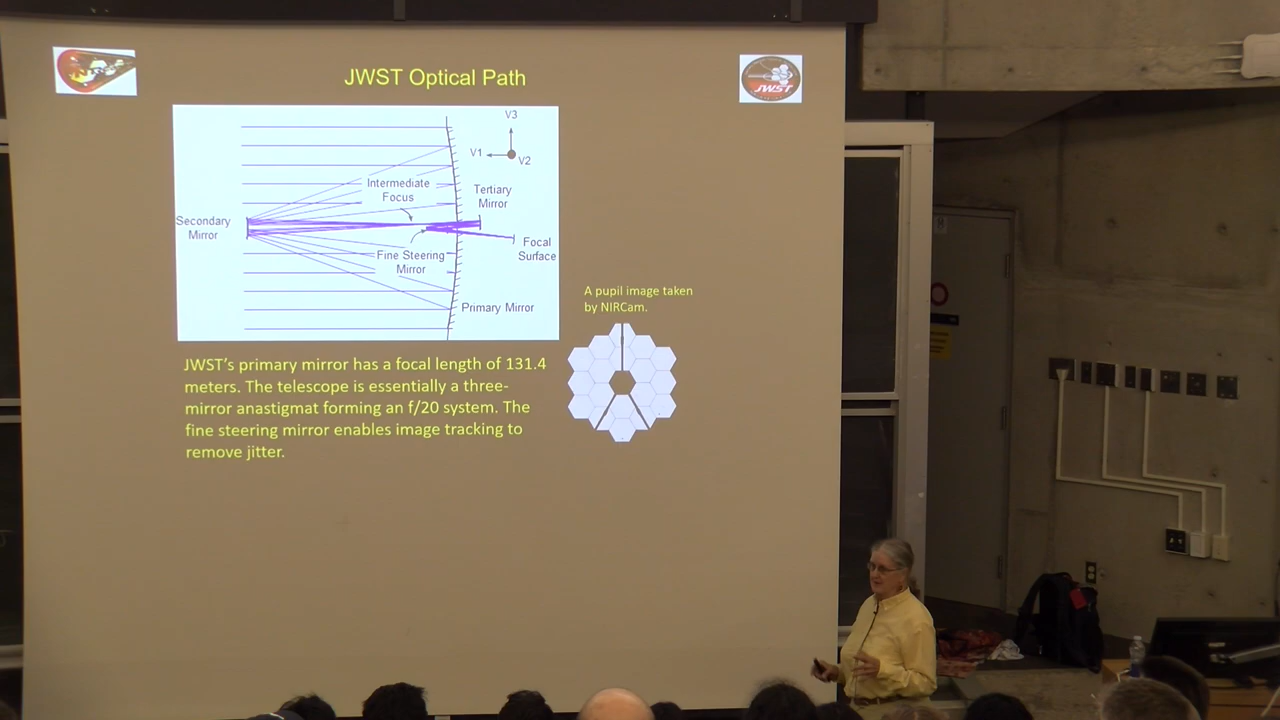 JWST Optical Path
JWST
V3
V1
V2
Intermediate
Focus
Tertiary
Mirror
Secondary
Mirror
Focal
Surface
Fine Steering
Mirror
Primary Mirror
A pupil image taken
by NIRCam.
JWST’s primary mirror has a focal length of 131.4
meters. The telescope is essentially a three-
mirror anastigmat forming an f/20 system. The
fine steering mirror enables image tracking to
remove jitter.